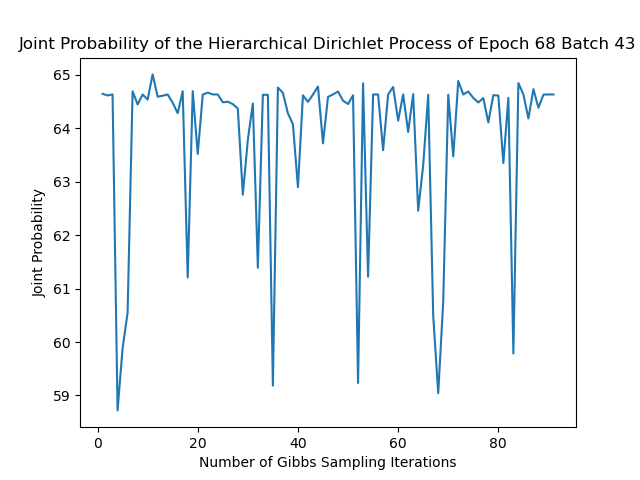 Joint Probability of the Hierarchical Dirichlet Process of Epoch 68 Batch 43
65
64
63
62
61
60
59
Joint Probability
0 20 40 60 80
Number of Gibbs Sampling Iterations